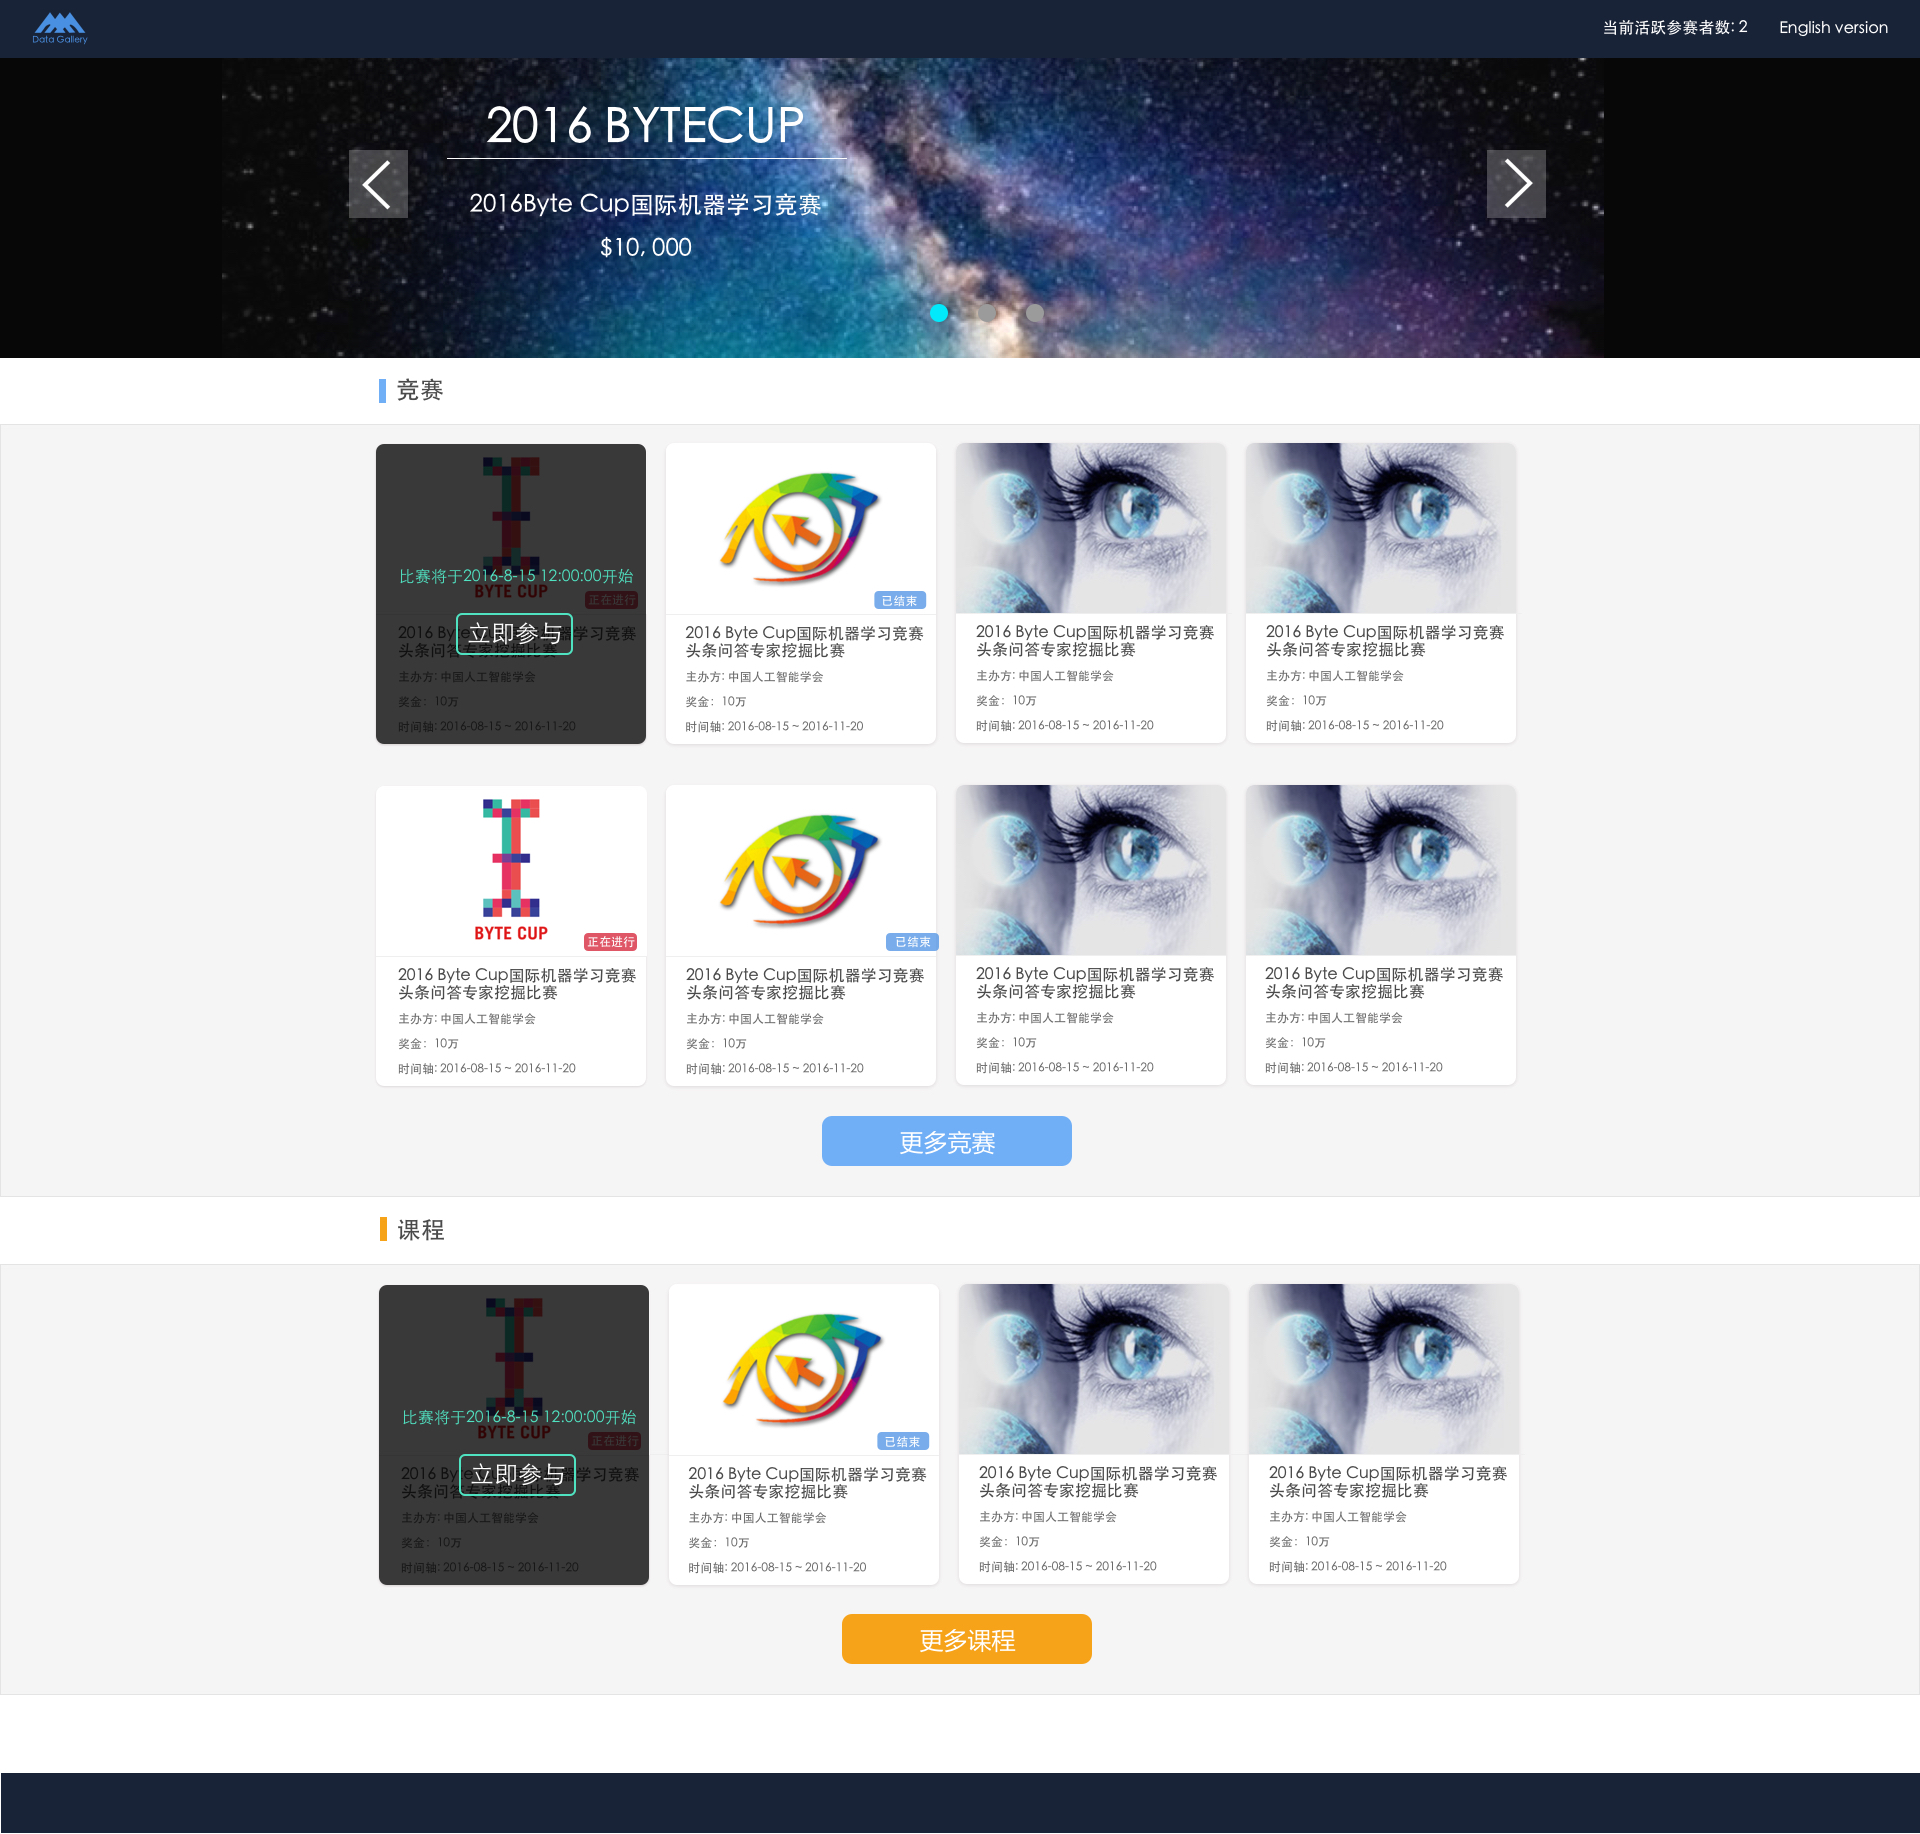 Data Gallery
当前活跃参赛者数: 2
English version
2016 BYTECUP
2016Byte Cup国际机器学习竞赛
$10, 000
竞赛
比赛将于2016-8-15 12:00:00开始
BYTE CUP
正在进行
立即参与
2016 Byte Cup国际机器学习竞赛
头条问答专家挖掘比赛
主办方: 中国人工智能学会
奖金: 10万
时间轴: 2016-08-15 ~ 2016-11-20
已结束
2016 Byte Cup国际机器学习竞赛
头条问答专家挖掘比赛
主办方: 中国人工智能学会
奖金: 10万
时间轴: 2016-08-15 ~ 2016-11-20
2016 Byte Cup国际机器学习竞赛
头条问答专家挖掘比赛
主办方: 中国人工智能学会
奖金: 10万
时间轴: 2016-08-15 ~ 2016-11-20
2016 Byte Cup国际机器学习竞赛
头条问答专家挖掘比赛
主办方: 中国人工智能学会
奖金: 10万
时间轴: 2016-08-15 ~ 2016-11-20
BYTE CUP
正在进行
2016 Byte Cup国际机器学习竞赛
头条问答专家挖掘比赛
主办方: 中国人工智能学会
奖金: 10万
时间轴: 2016-08-15 ~ 2016-11-20
已结束
2016 Byte Cup国际机器学习竞赛
头条问答专家挖掘比赛
主办方: 中国人工智能学会
奖金: 10万
时间轴: 2016-08-15 ~ 2016-11-20
2016 Byte Cup国际机器学习竞赛
头条问答专家挖掘比赛
主办方: 中国人工智能学会
奖金: 10万
时间轴: 2016-08-15 ~ 2016-11-20
2016 Byte Cup国际机器学习竞赛
头条问答专家挖掘比赛
主办方: 中国人工智能学会
奖金: 10万
时间轴: 2016-08-15 ~ 2016-11-20
更多竞赛
课程
比赛将于2016-8-15 12:00:00开始
BYTE CUP
正在进行
立即参与
2016 Byte Cup国际机器学习竞赛
头条问答专家挖掘比赛
主办方: 中国人工智能学会
奖金: 10万
时间轴: 2016-08-15 ~ 2016-11-20
已结束
2016 Byte Cup国际机器学习竞赛
头条问答专家挖掘比赛
主办方: 中国人工智能学会
奖金: 10万
时间轴: 2016-08-15 ~ 2016-11-20
2016 Byte Cup国际机器学习竞赛
头条问答专家挖掘比赛
主办方: 中国人工智能学会
奖金: 10万
时间轴: 2016-08-15 ~ 2016-11-20
2016 Byte Cup国际机器学习竞赛
头条问答专家挖掘比赛
主办方: 中国人工智能学会
奖金: 10万
时间轴: 2016-08-15 ~ 2016-11-20
更多课程